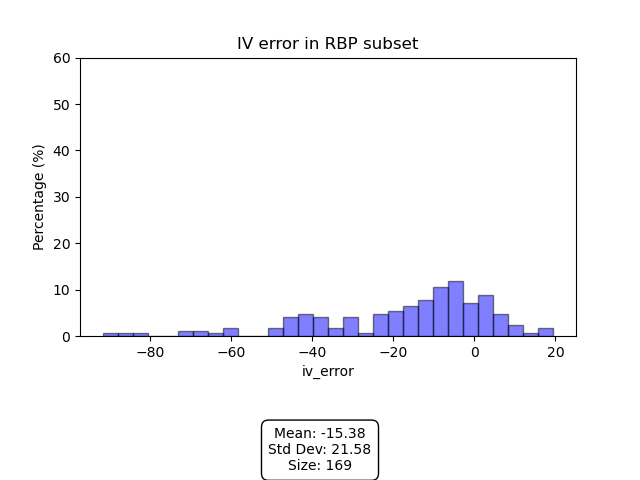 IV error in RBP subset
60
50
40
30
20
10
0
Percentage (%)
−80 −60 −40 −20 0 20
iv_error
Mean: -15.38
Std Dev: 21.58
Size: 169